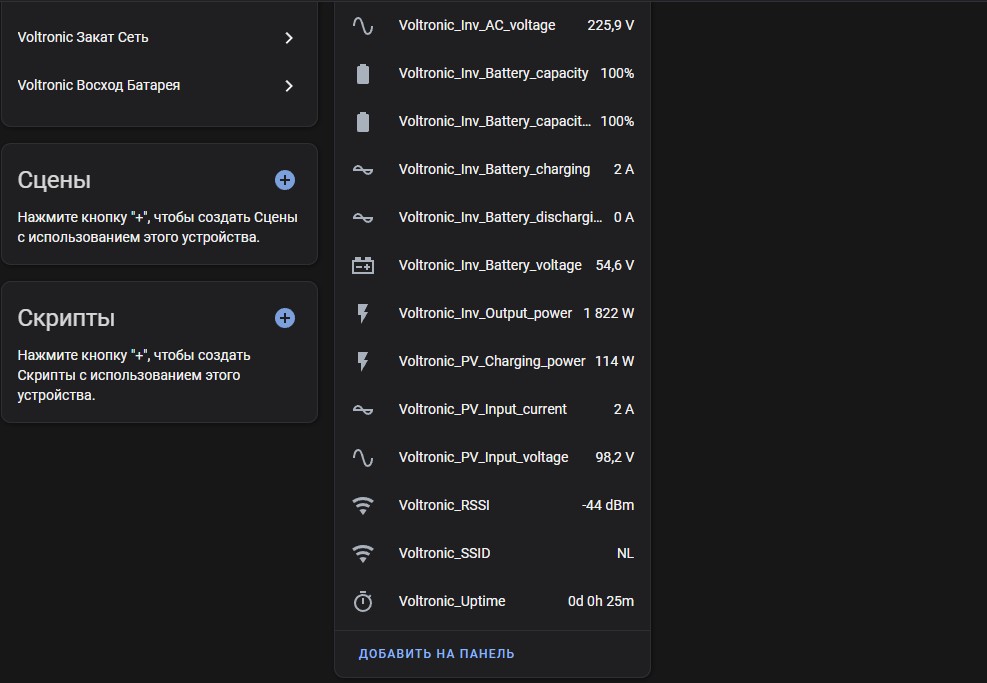 Voltronic Закат Сеть
Voltronic Восход Батарея
Сцены
Нажмите кнопку "+", чтобы создать Сцены
с использованием этого устройства.
Скрипты
Нажмите кнопку "+", чтобы создать
Скрипты с использованием этого
устройства.
Voltronic_Inv_AC_voltage 225,9 V
Voltronic_Inv_Battery_capacity 100%
Voltronic_Inv_Battery_capacit... 100%
Voltronic_Inv_Battery_charging 2 A
Voltronic_Inv_Battery_dischargi... 0 A
Voltronic_Inv_Battery_voltage 54,6 V
Voltronic_Inv_Output_power 1 822 W
Voltronic_PV_Charging_power 114 W
Voltronic_PV_Input_current 2 A
Voltronic_PV_Input_voltage 98,2 V
Voltronic_RSSI -44 dBm
Voltronic_SSID NL
Voltronic_Uptime 0d 0h 25m
ДОБАВИТЬ НА ПАНЕЛЬ